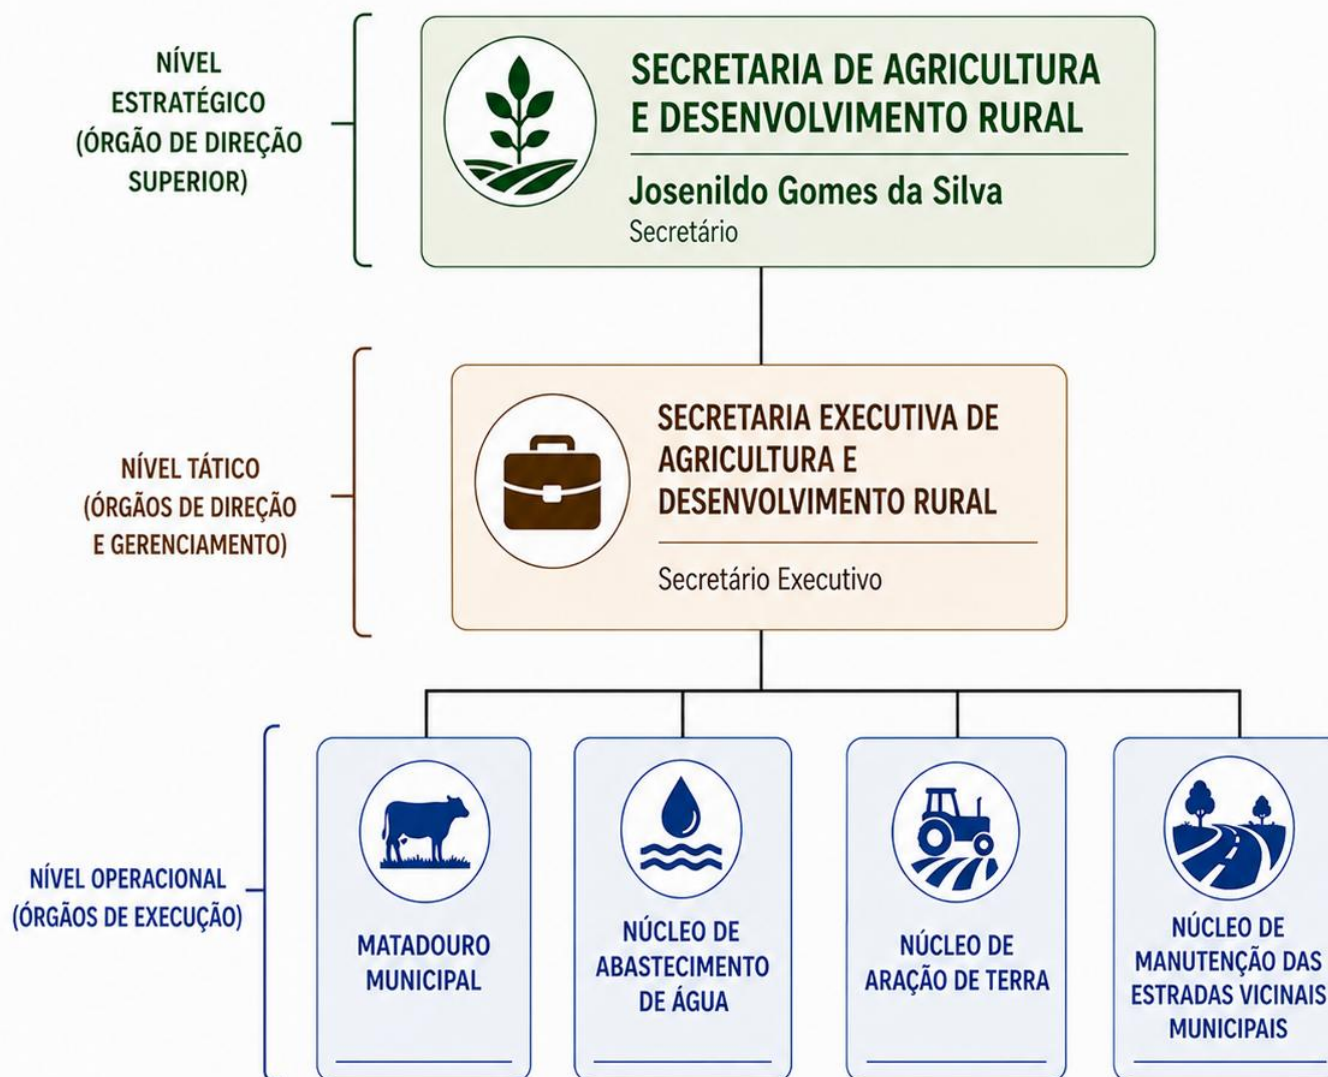 NÍVEL
ESTRATÉGICO
(ÓRGÃO DE DIREÇÃO
SUPERIOR)
SECRETARIA DE AGRICULTURA
E DESENVOLVIMENTO RURAL
Josenildo Gomes da Silva
Secretário
NÍVEL TÁTICO
(ÓRGÃOS DE DIREÇÃO
E GERENCIAMENTO)
SECRETARIA EXECUTIVA DE
AGRICULTURA E
DESENVOLVIMENTO RURAL
Secretário Executivo
NÍVEL OPERACIONAL
(ÓRGÃOS DE EXECUÇÃO)
MATADOURO
MUNICIPAL
NÚCLEO DE
ABASTECIMENTO
DE ÁGUA
NÚCLEO DE
ARAÇÃO DE TERRA
NÚCLEO DE
MANUTENÇÃO DAS
ESTRADAS VICINAIS
MUNICIPAIS